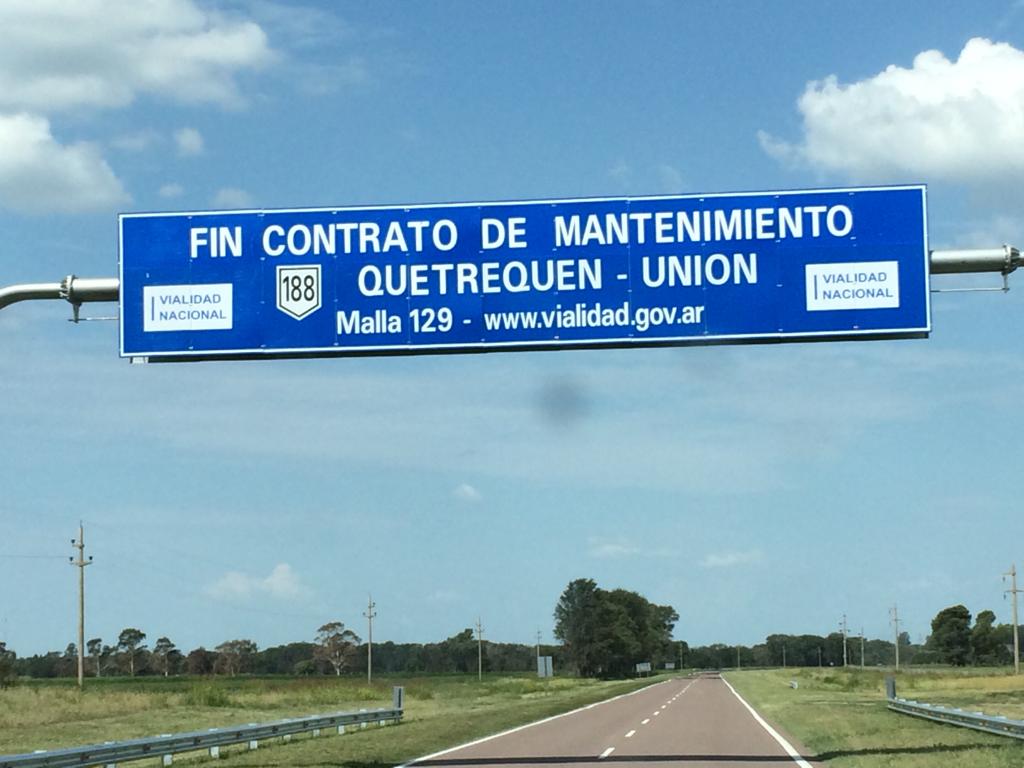 FIN CONTRATO DE MANTENIMIENTO
188 QUETREQUEN - UNION
VIALIDAD
NACIONAL
VIALIDAD
NACIONAL
Malla 129 - www.vialidad.gov.ar